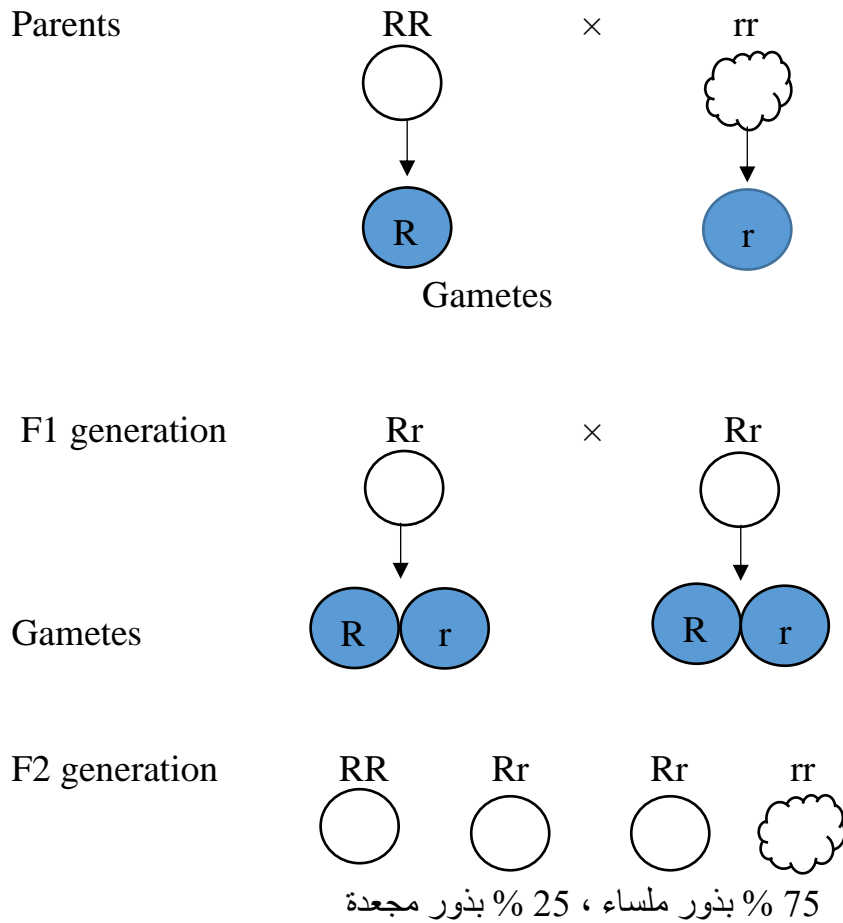 Parents RR × rr
R r
Gametes
F1 generation Rr × Rr
Gametes R r R r
F2 generation RR Rr Rr rr
75 % بذور ملساء ، 25 % بذور مجعدة